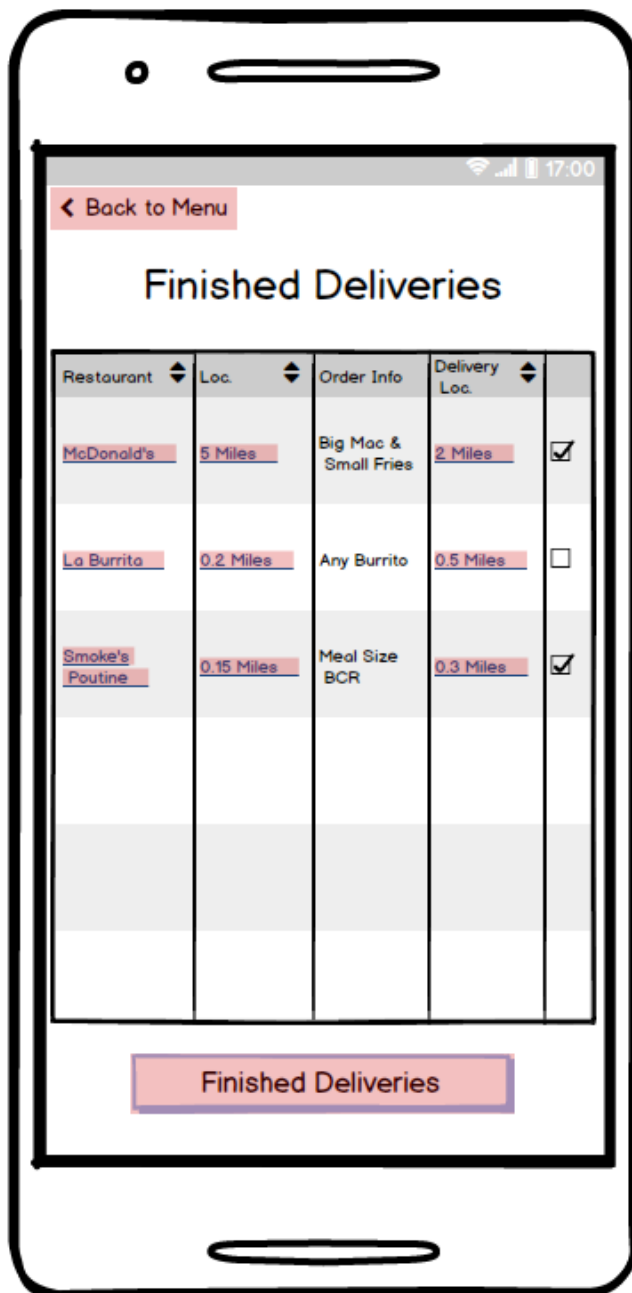 17:00
Back to Menu
Finished Deliveries
Restaurant Loc. Order Info Delivery
Loc.
McDonald's 5 Miles Big Mac &
Small Fries 2 Miles
La Burrita 0.2 Miles Any Burrito 0.5 Miles
Smoke's
Poutine 0.15 Miles Meal Size
BCR 0.3 Miles
Finished Deliveries